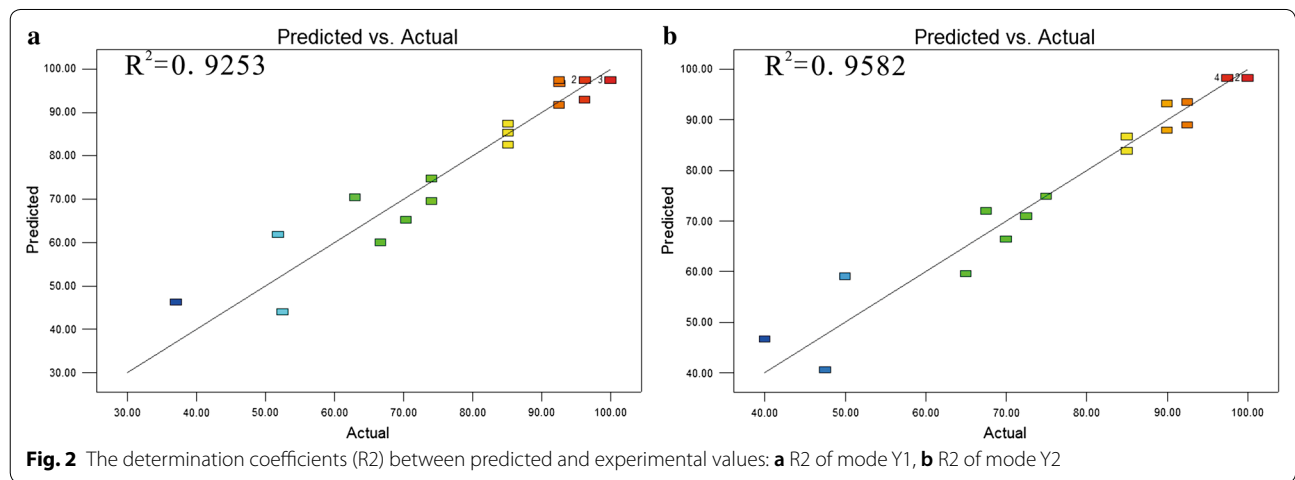 a
Predicted vs. Actual
R²=0. 9253
100.00
90.00
80.00
70.00
60.00
50.00
40.00
30.00
Predicted
2
3
30.00 40.00 50.00 60.00 70.00 80.00 90.00 100.00
Actual
b
Predicted vs. Actual
R²=0. 9582
100.00
90.00
80.00
70.00
60.00
50.00
40.00
Predicted
4
2
40.00 50.00 60.00 70.00 80.00 90.00 100.00
Actual
Fig. 2 The determination coefficients (R2) between predicted and experimental values: a R2 of mode Y1, b R2 of mode Y2